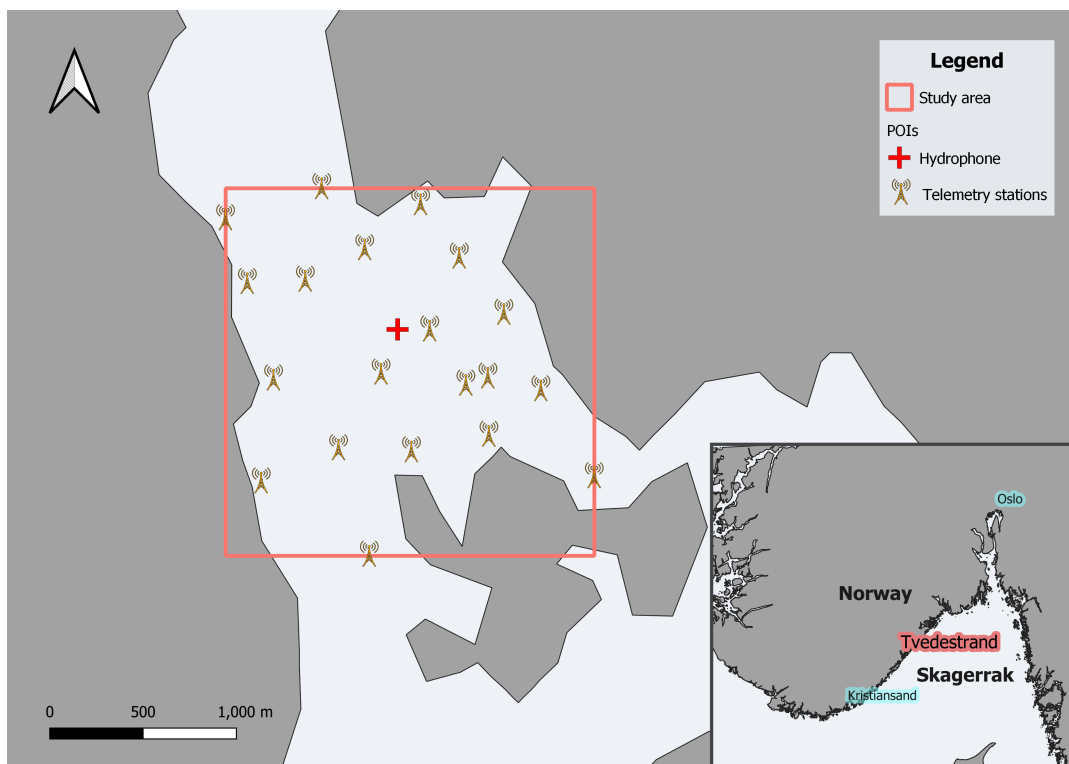 Legend
Study area
POIs
Hydrophone
Telemetry stations
Oslo
Norway
Tvedestrand
Skagerrak
Kristiansand
0 500 1,000 m